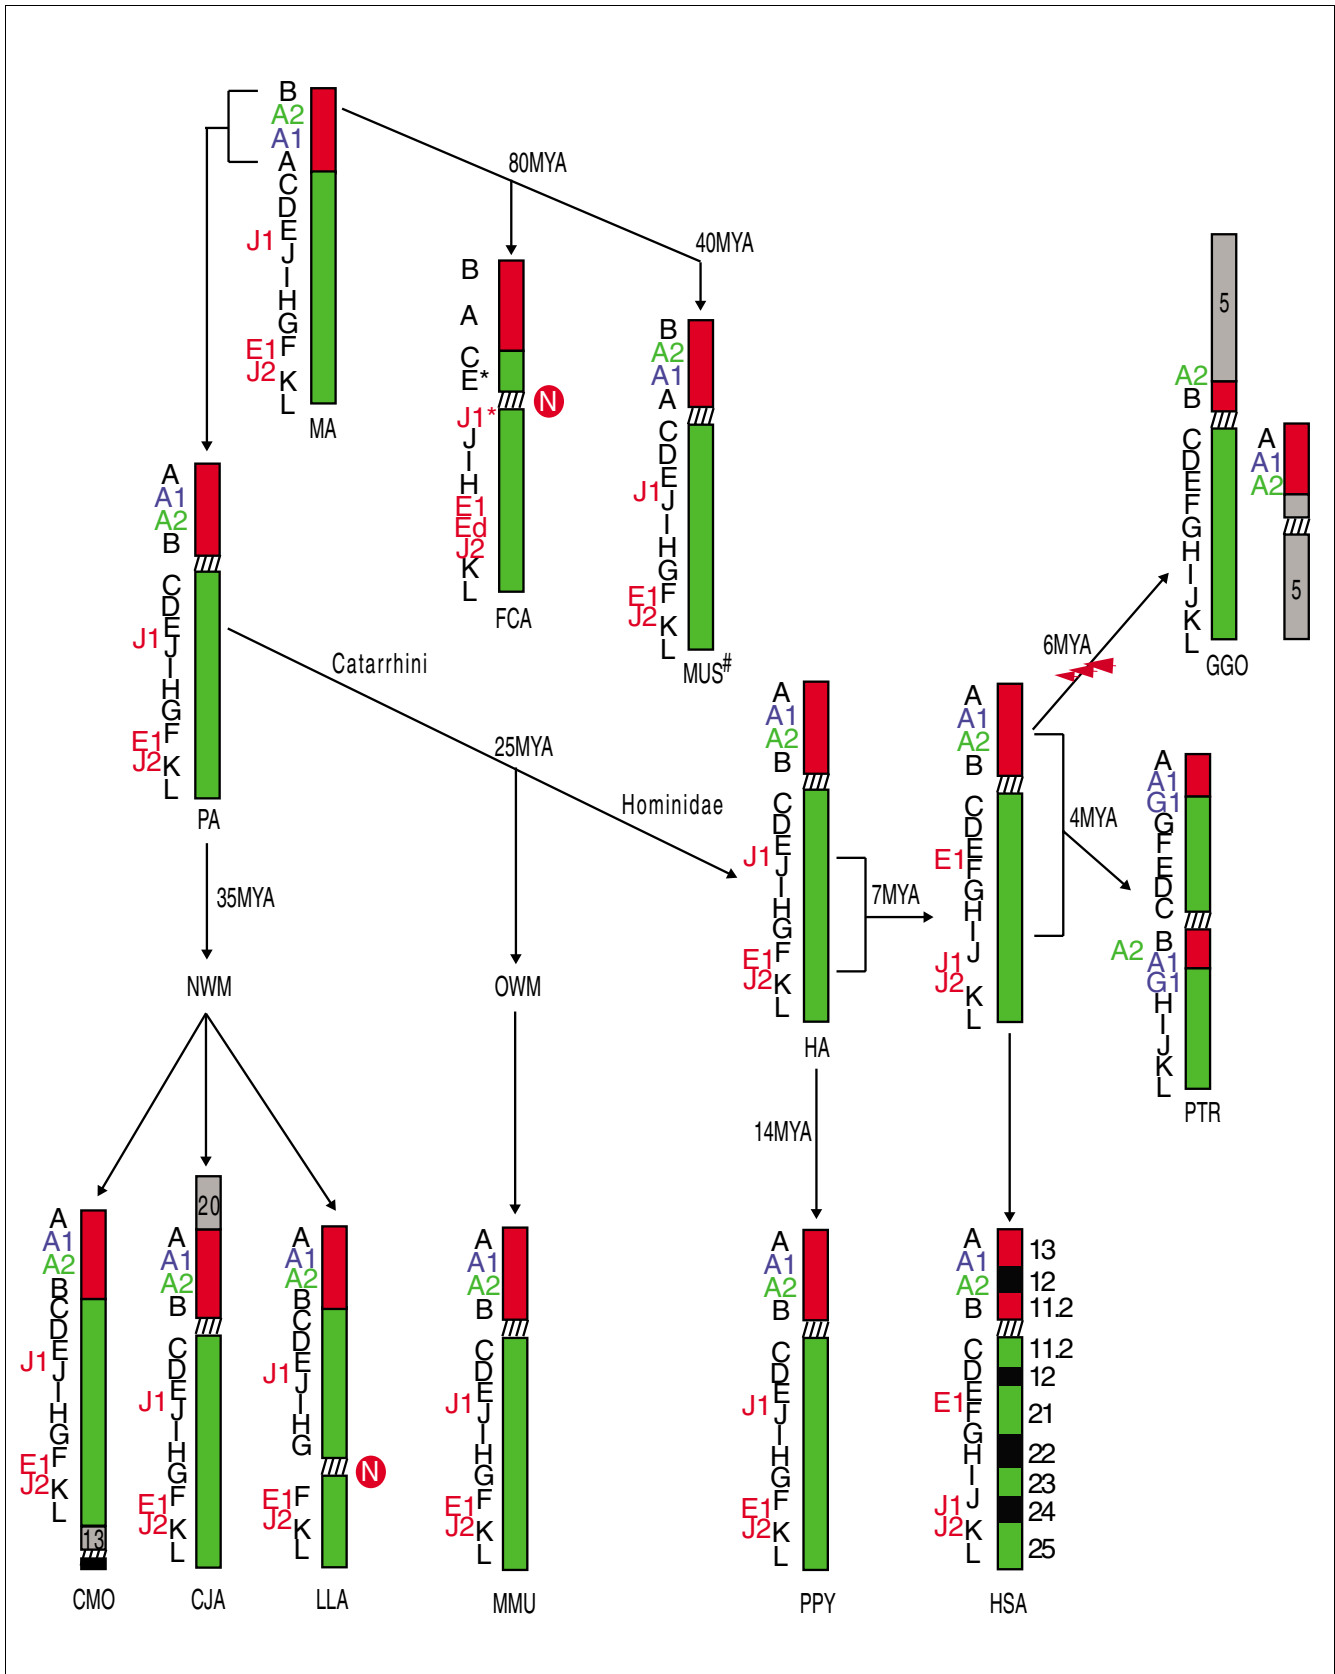 B
A2
A1
A
C
D
E
J1
J
I
H
G
E1 F
J2 K
L
MA
80MYA
40MYA
B
A
C
E*
N
J1*
J
I
H
E1
Ed
J2
K
L
FCA
B
A2
A1
A
C
D
E
J1
J
I
H
G
E1 F
J2 K
L
MUS#
5
A2
B
C
D
E
F
G
H
I
J
K
L
GGO
A
A1
A2
5
6MYA
A
A1
A2
B
C
D
E
J1
J
I
H
G
E1 F
J2 K
L
PA
Catarrhini
25MYA
Hominidae
35MYA
NWM
OWM
A
A1
A2
B
C
D
E
J1
J
I
H
G
E1 F
J2 K
L
HA
7MYA
14MYA
A
A1
A2
B
C
D
E
E1
F
G
H
I
J1 J
J2 K
L
4MYA
A
A1
G1
G
F
E
D
C
A2 B
A1
G1
H
I
J
K
L
PTR
A
A1
A2
B
C
D
E
J1
J
I
H
G
E1 F
J2 K
L
13
CMO
20
A
A1
A2
B
C
D
E
J1
J
I
H
G
E1 F
J2 K
L
CJA
A
A1
A2
B
C
D
E
J1
J
I
H
G
N
E1 F
J2 K
L
LLA
A
A1
A2
B
C
D
E
J1
J
I
H
G
E1 F
J2 K
L
MMU
A
A1
A2
B
C
D
E
J1
J
I
H
G
E1 F
J2 K
L
PPY
A 13
A1
A2 12
B 11.2
C 11.2
D 12
E
E1
F 21
G
H 22
I 23
J1 J 24
J2 K
L 25
HSA